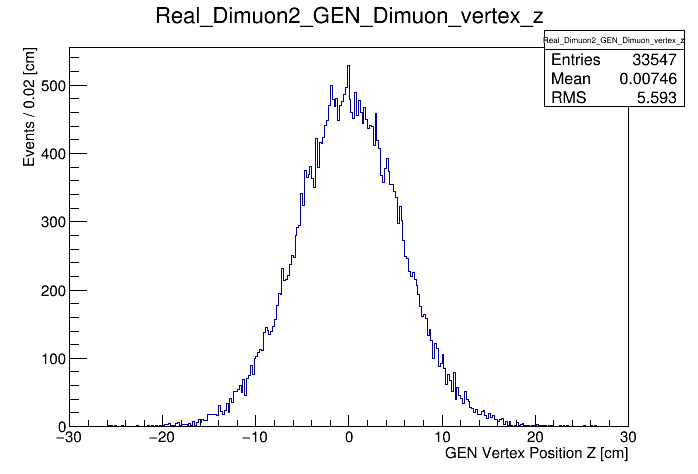 Real_Dimuon2_GEN_Dimuon_vertex_z
Real_Dimuon2_GEN_Dimuon_vertex_z
Entries 33547
Mean 0.00746
RMS 5.593
Events / 0.02 [cm]
500
400
300
200
100
0
−30 −20 −10 0 10 20 30
GEN Vertex Position Z [cm]